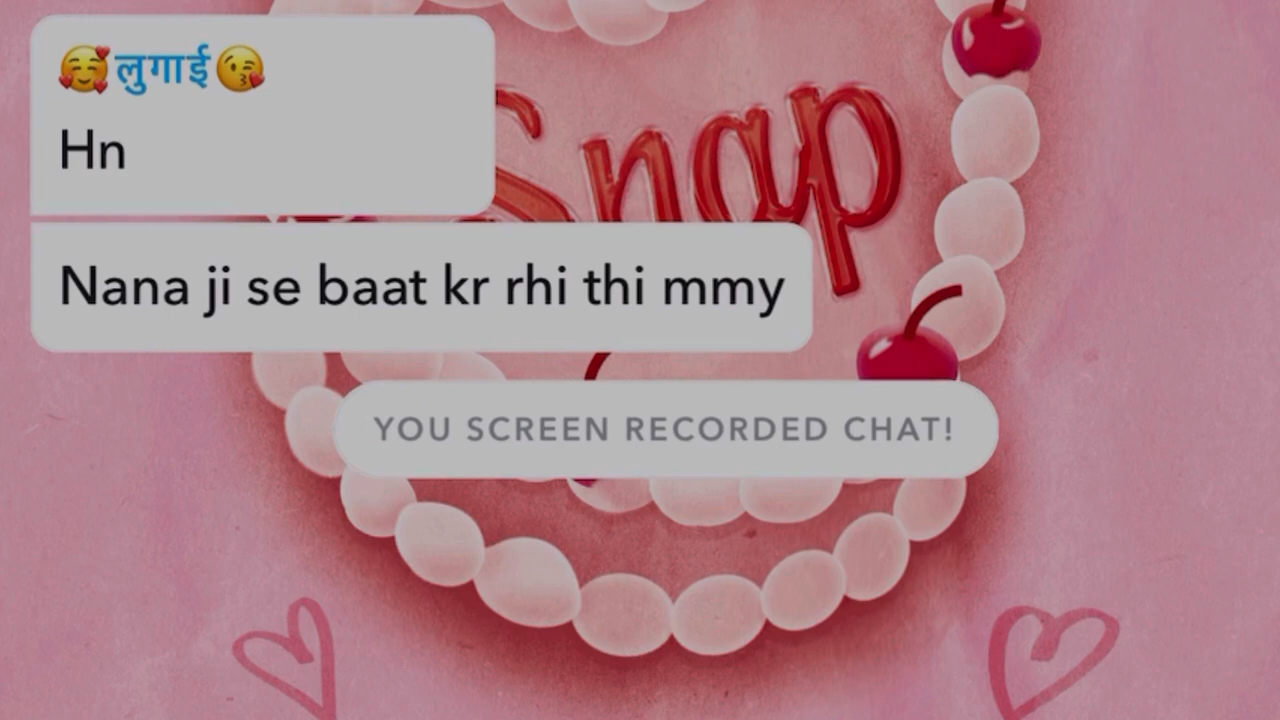 🥰लुगाई😘
Hn
Snap
Nana ji se baat kr rhi thi mmy
YOU SCREEN RECORDED CHAT!